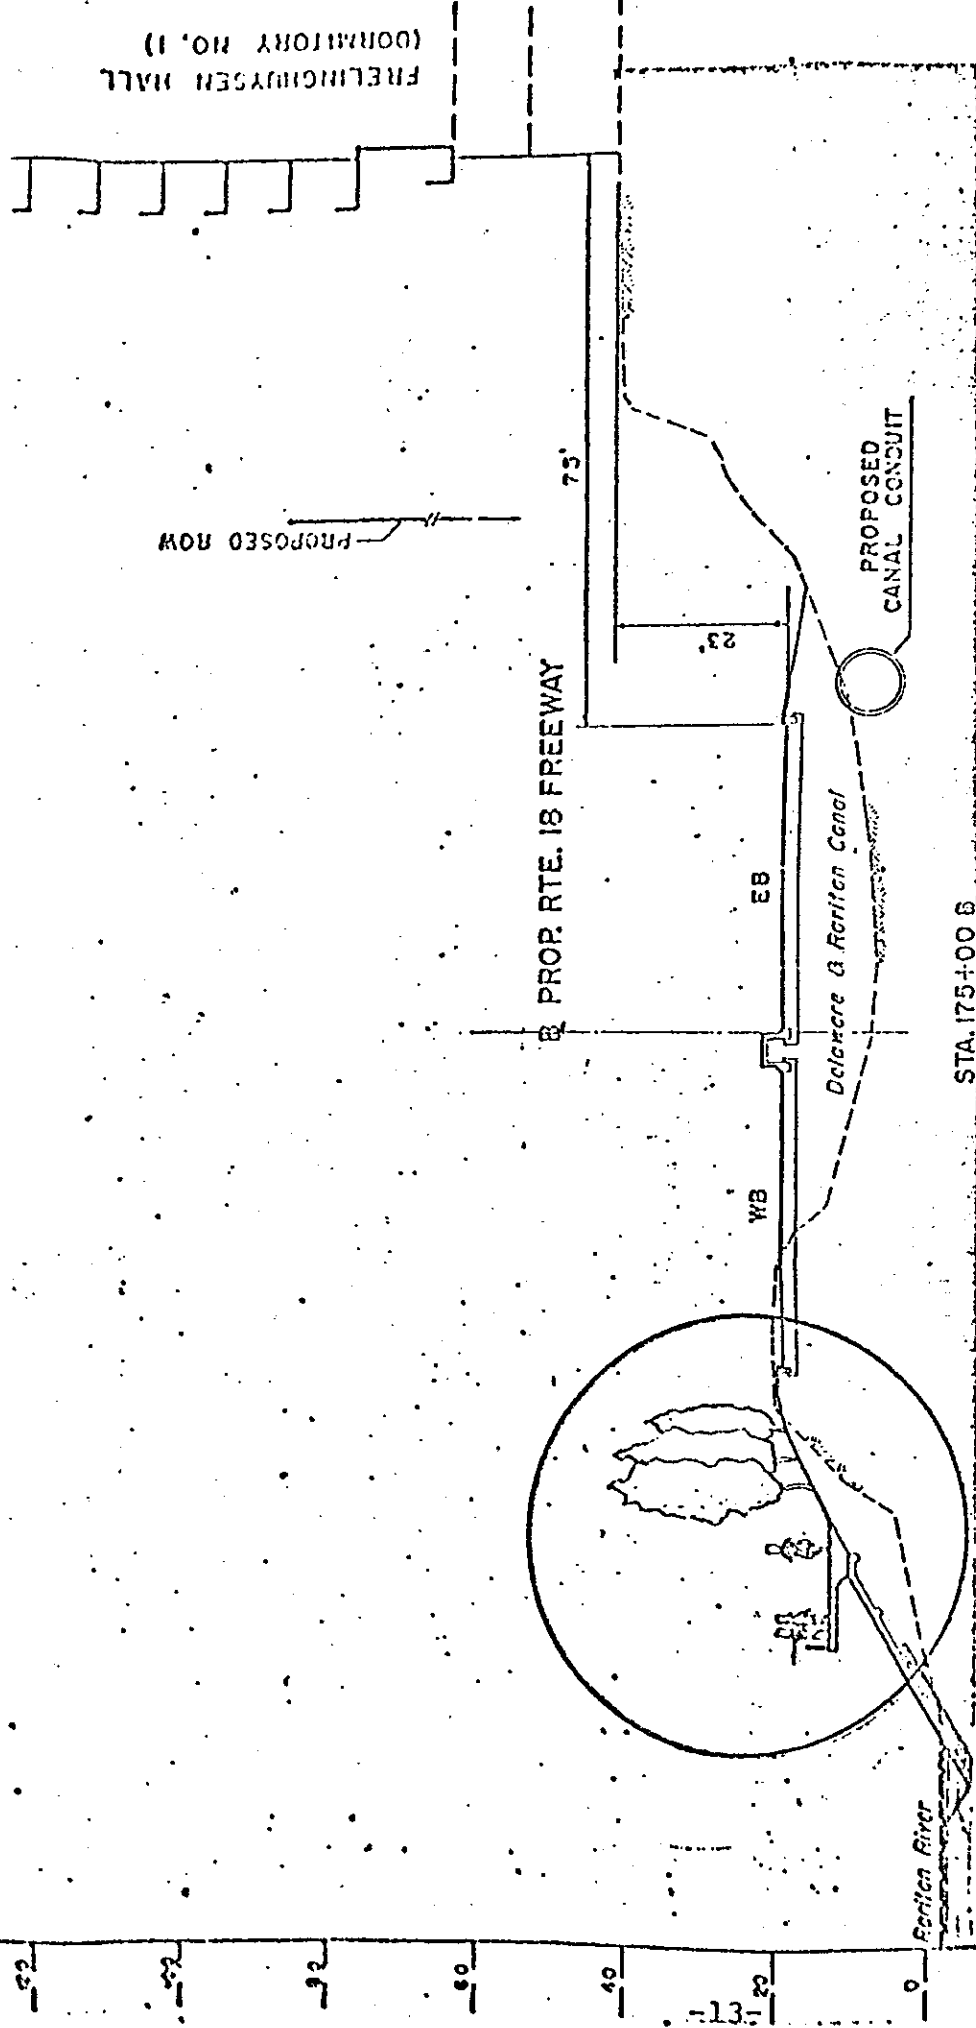 FRELINGHUYSEN HALL
(DORMITORY NO. 1)
PROPOSED ROW
75'
23'
PROPOSED
CANAL CONDUIT
B PROP. RTE. 18 FREEWAY
EB
WB
Delaware & Raritan Canal
STA. 175+00 B
Raritan River
60
40
20
0
-13-